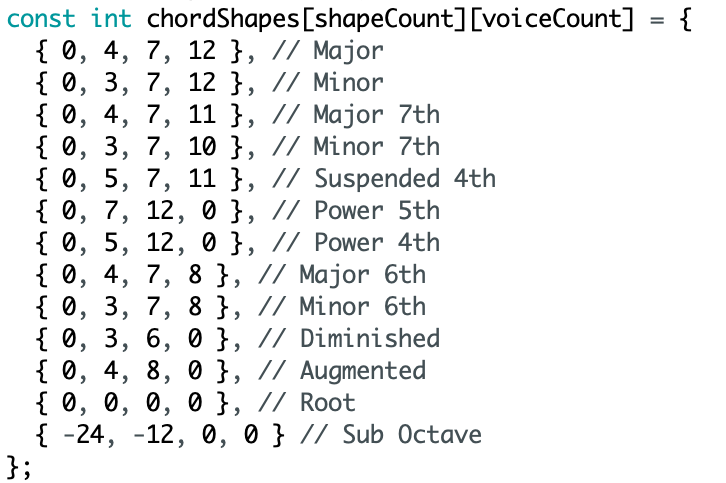 const int chordShapes[shapeCount][voiceCount] = {
  { 0, 4, 7, 12 }, // Major
  { 0, 3, 7, 12 }, // Minor
  { 0, 4, 7, 11 }, // Major 7th
  { 0, 3, 7, 10 }, // Minor 7th
  { 0, 5, 7, 11 }, // Suspended 4th
  { 0, 7, 12, 0 }, // Power 5th
  { 0, 5, 12, 0 }, // Power 4th
  { 0, 4, 7, 8 }, // Major 6th
  { 0, 3, 7, 8 }, // Minor 6th
  { 0, 3, 6, 0 }, // Diminished
  { 0, 4, 8, 0 }, // Augmented
  { 0, 0, 0, 0 }, // Root
  { -24, -12, 0, 0 } // Sub Octave
};